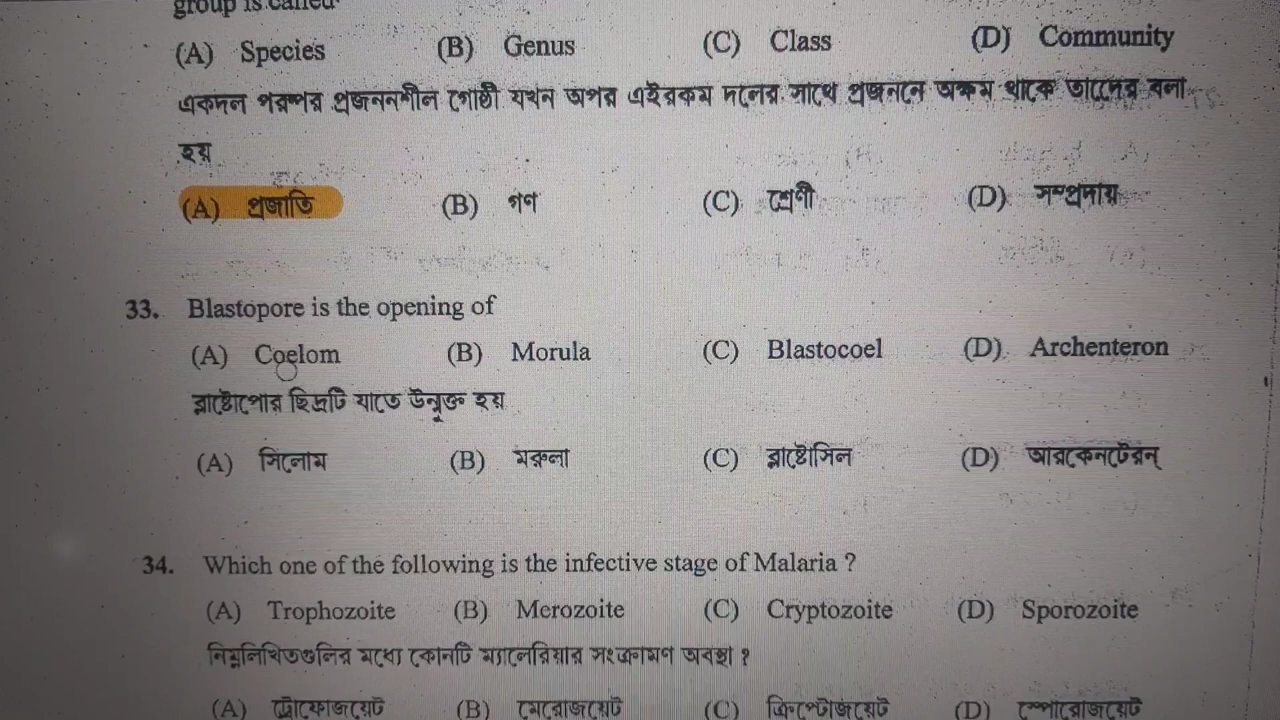 group is called
(A) Species (B) Genus (C) Class (D) Community
একদল পরস্পর প্রজননশীল গোষ্ঠী যখন অপর এইরকম দলের সাথে প্রজননে অক্ষম থাকে তাদের বলা
হয়
(A) প্রজাতি (B) গণ (C) শ্রেণী (D) সম্প্রদায়
33. Blastopore is the opening of
(A) Coelom (B) Morula (C) Blastocoel (D) Archenteron
ব্লাস্টোপোর ছিদ্রটি যাতে উন্মুক্ত হয়
(A) সিলোম (B) মরুলা (C) ব্লাস্টোসিল (D) আরকেনটেরন্
34. Which one of the following is the infective stage of Malaria ?
(A) Trophozoite (B) Merozoite (C) Cryptozoite (D) Sporozoite
নিম্নলিখিতগুলির মধ্যে কোনটি ম্যালেরিয়ার সংক্রামণ অবস্থা ?
(A) ট্রোফোজয়েট (B) মেরোজয়েট (C) ক্রিপ্টোজয়েট (D) স্পোরোজয়েট